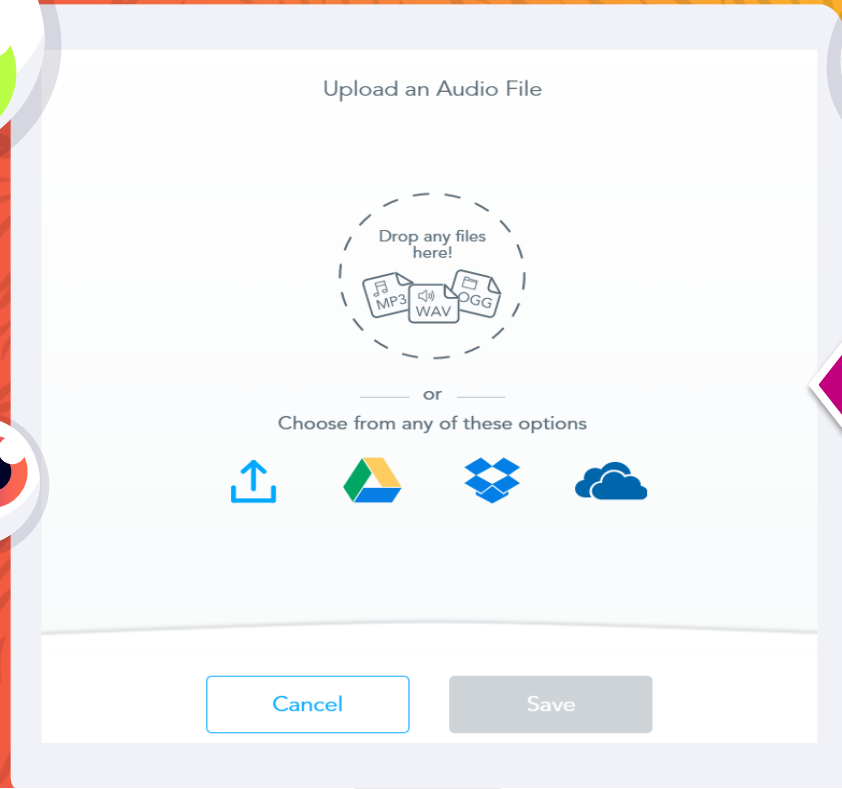 Upload an Audio File
Drop any files
here!
MP3
WAV
OGG
or
Choose from any of these options
Cancel
Save